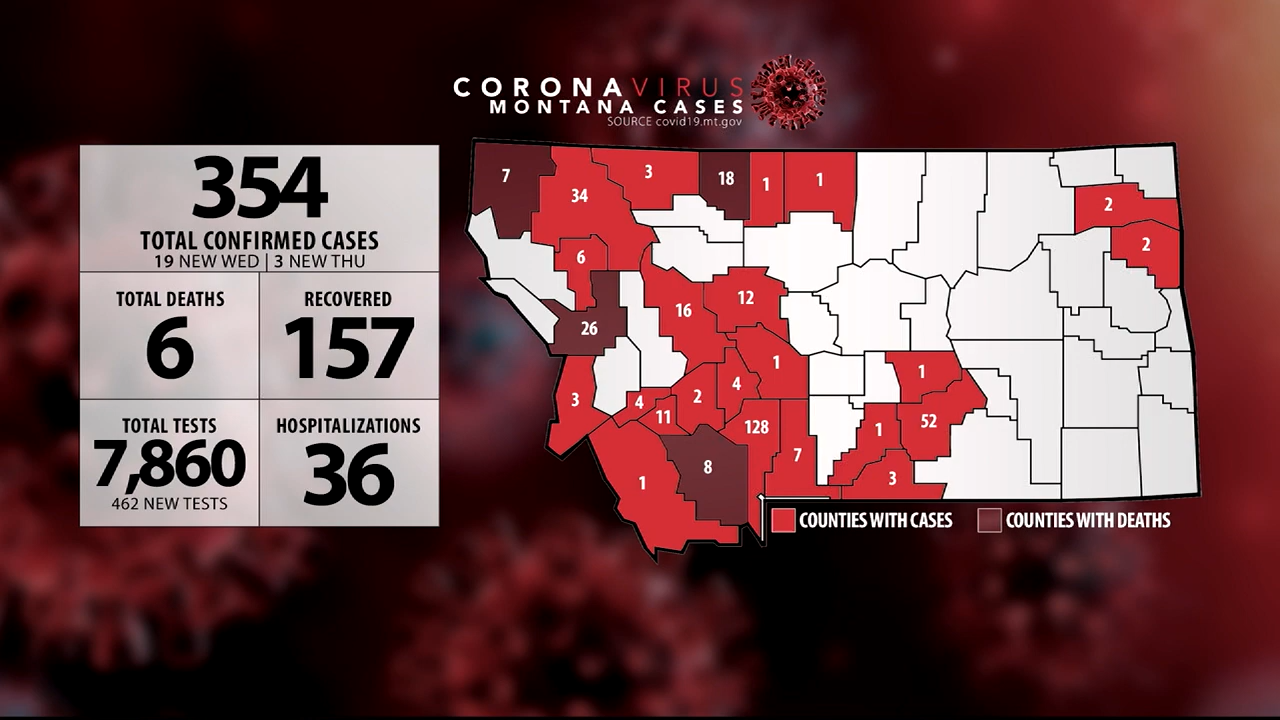 CORONAVIRUS
MONTANA CASES
SOURCE covid19.mt.gov
354
TOTAL CONFIRMED CASES
19 NEW WED | 3 NEW THU
TOTAL DEATHS
6
RECOVERED
157
TOTAL TESTS
7,860
462 NEW TESTS
HOSPITALIZATIONS
36
7
34
3
18
1
1
2
2
6
26
16
12
1
1
3
4
11
2
4
128
7
1
52
1
8
3
COUNTIES WITH CASES
COUNTIES WITH DEATHS